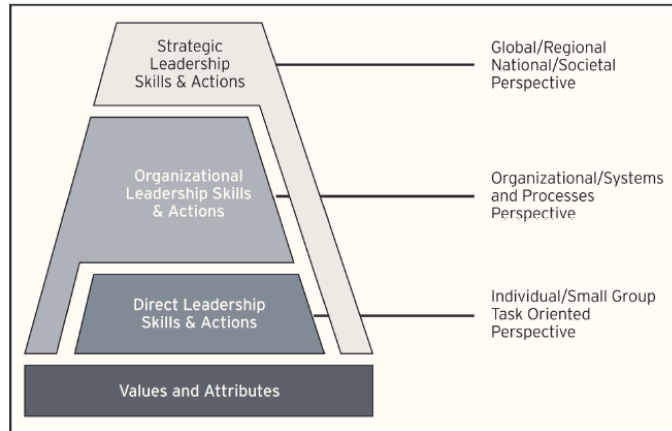 Strategic
Leadership
Skills & Actions
Global/Regional
National/Societal
Perspective
Organizational
Leadership Skills
& Actions
Organizational/Systems
and Processes
Perspective
Direct Leadership
Skills & Actions
Individual/Small Group
Task Oriented
Perspective
Values and Attributes